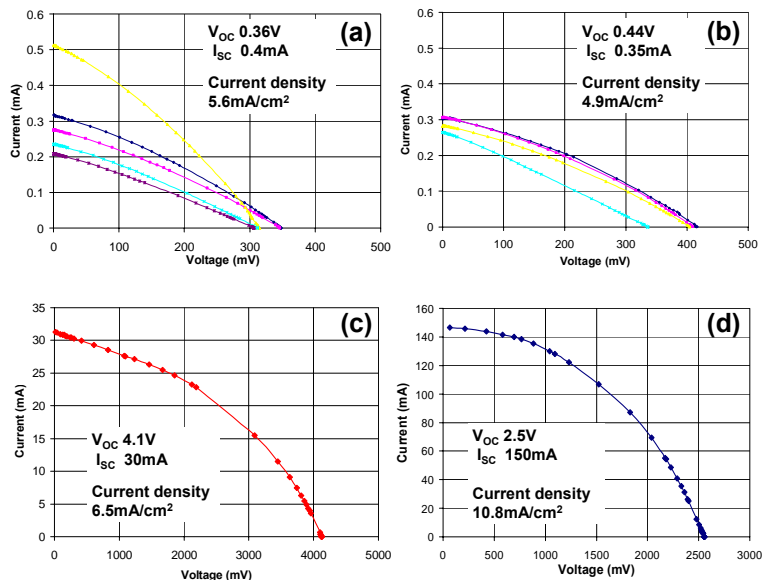 (a)
V_OC 0.36V
I_SC 0.4mA
Current density
5.6mA/cm²
Current (mA)
0.6
0.5
0.4
0.3
0.2
0.1
0
0 100 200 300 400 500
Voltage (mV)
(b)
V_OC 0.44V
I_SC 0.35mA
Current density
4.9mA/cm²
Current (mA)
0.6
0.5
0.4
0.3
0.2
0.1
0
0 100 200 300 400 500
Voltage (mV)
(c)
V_OC 4.1V
I_SC 30mA
Current density
6.5mA/cm²
Current (mA)
35
30
25
20
15
10
5
0
0 1000 2000 3000 4000 5000
Voltage (mV)
(d)
V_OC 2.5V
I_SC 150mA
Current density
10.8mA/cm²
Current (mA)
160
140
120
100
80
60
40
20
0
0 500 1000 1500 2000 2500 3000
Voltage (mV)